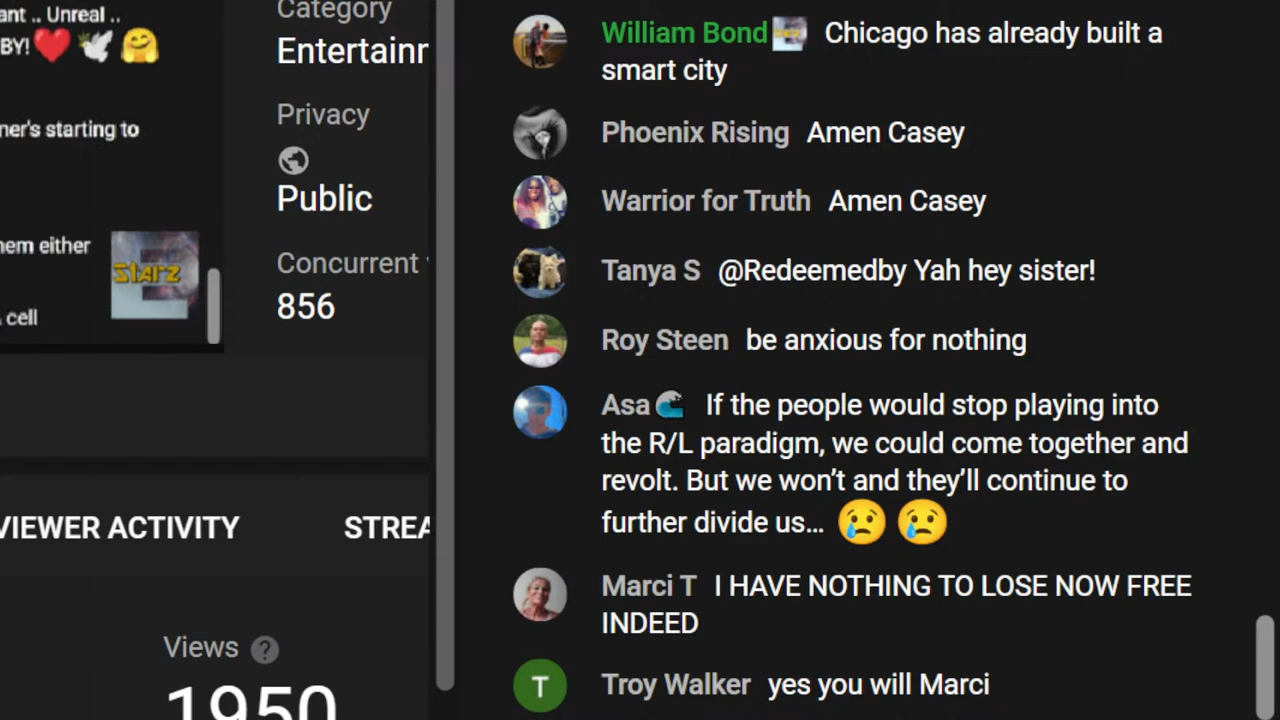 ant .. Unreal ..
BY!❤️🕊️🤗
ner's starting to
hem either
starz
cell
Category
Entertainr
Privacy
Public
Concurrent
856
VIEWER ACTIVITY
STREA
Views ?
1950
William Bond Chicago has already built a
smart city
Phoenix Rising Amen Casey
Warrior for Truth Amen Casey
Tanya S @Redeemedby Yah hey sister!
Roy Steen be anxious for nothing
Asa🌊 If the people would stop playing into
the R/L paradigm, we could come together and
revolt. But we won’t and they’ll continue to
further divide us... 😢 😢
Marci T I HAVE NOTHING TO LOSE NOW FREE
INDEED
T Troy Walker yes you will Marci